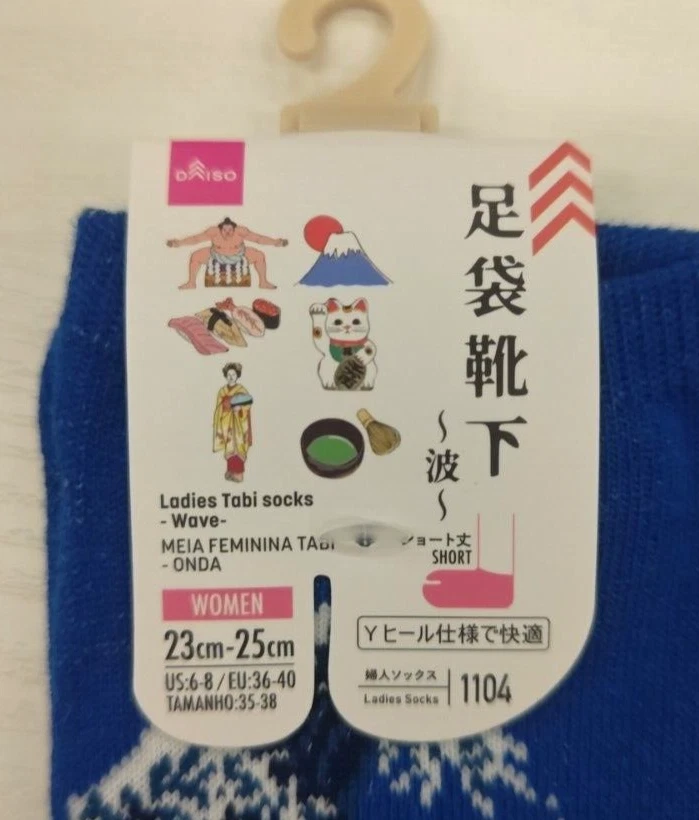 DAISO
足袋靴下
～波～
Ladies Tabi socks
- Wave-
MEIA FEMININA TABI
- ONDA
ショート丈
SHORT
WOMEN
23cm-25cm
US:6-8 / EU:36-40
TAMANHO:35-38
Yヒール仕様で快適
婦人ソックス
Ladies Socks
1104